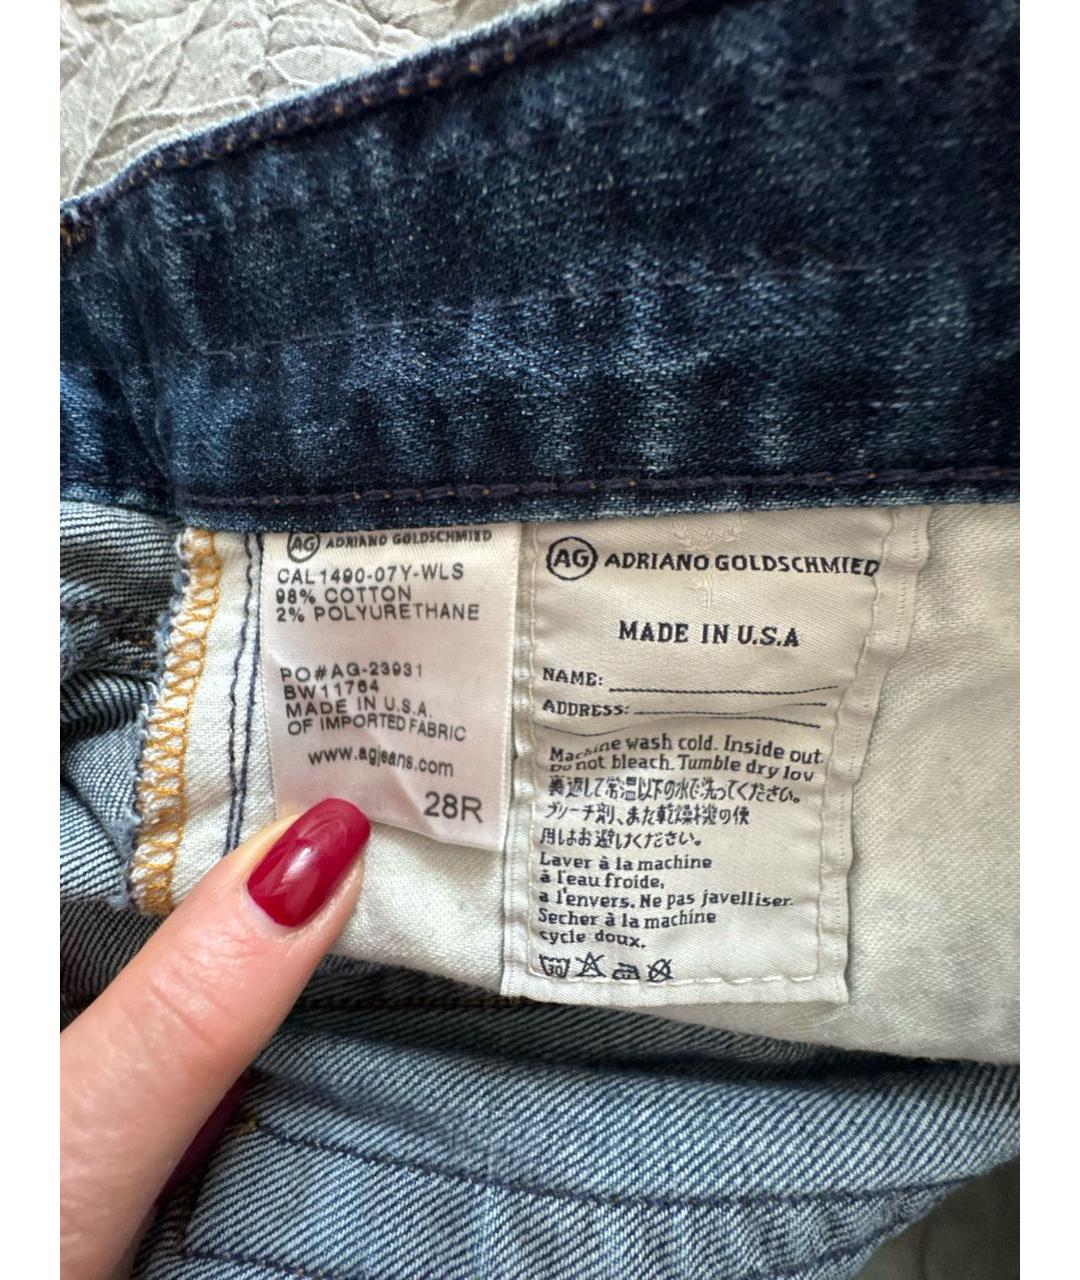 AG ADRIANO GOLDSCHMIED
CAL1490-07Y-WLS
98% COTTON
2% POLYURETHANE
PO#AG-23931
BW11764
MADE IN U.S.A.
OF IMPORTED FABRIC
www.agjeans.com
28R
AG ADRIANO GOLDSCHMIED
MADE IN U.S.A
NAME:
ADDRESS:
Machine wash cold. Inside out.
Do not bleach. Tumble dry low
裏返して常温以下の水で洗ってください。
ブリーチ剤、また乾燥機の使
用はお避けください。
Laver à la machine
à l'eau froide,
a l'envers. Ne pas javelliser.
Secher à la machine
cycle doux.
30